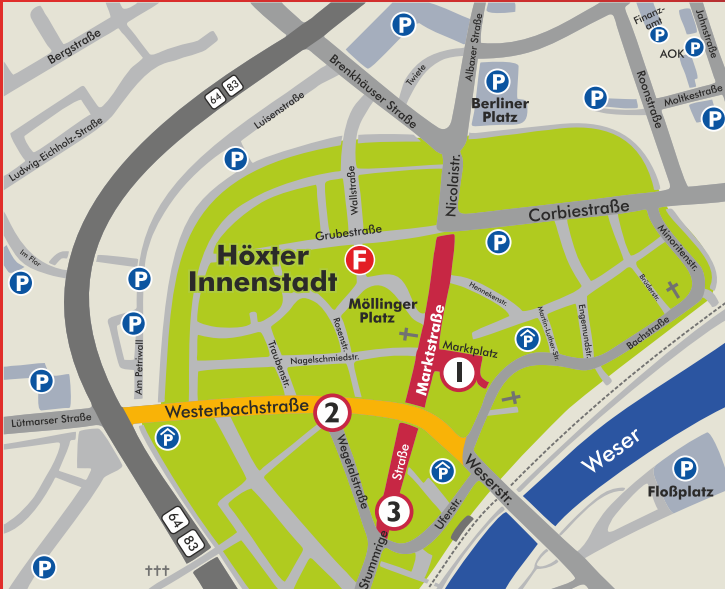 P
Finanz-
amt
P
Jahnstraße
AOK
P
Bergstraße
Albaxer Straße
Brenkhäuser Straße
Twiete
P
64 83
Luisenstraße
Berliner
Platz
P
Roonstraße
Moltkestraße
P
Ludwig-Eichholz-Straße
P
Wallstraße
Nicolaistr.
Corbiestraße
Grubestraße
P
Minoritenstr.
Im Flor
P
P
Höxter
Innenstadt
F
Hennekenstr.
Brüderstr.
Möllinger
Platz
P
Am Petriwall
Traubenstr.
Rosenstr.
Nagelschmiedstr.
Marktstraße
Marktplatz
1
Martin-Luther-Str.
P
Engemundstr.
Bachstraße
P
Lütmarser Straße
Westerbachstraße
2
P
Wegetalstraße
Straße
P
Weserstr.
Weser
P
Floßplatz
3
Uferstr.
Stummrige
64
83
P